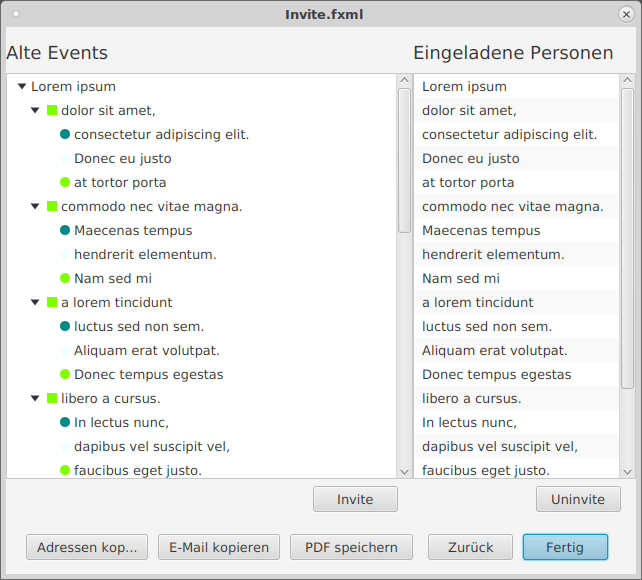 Invite.fxml
Alte Events
Lorem ipsum
dolor sit amet,
consectetur adipiscing elit.
Donec eu justo
at tortor porta
commodo nec vitae magna.
Maecenas tempus
hendrerit elementum.
Nam sed mi
a lorem tincidunt
luctus sed non sem.
Aliquam erat volutpat.
Donec tempus egestas
libero a cursus.
In lectus nunc,
dapibus vel suscipit vel,
faucibus eget justo.
Invite
Eingeladene Personen
Lorem ipsum
dolor sit amet,
consectetur adipiscing elit.
Donec eu justo
at tortor porta
commodo nec vitae magna.
Maecenas tempus
hendrerit elementum.
Nam sed mi
a lorem tincidunt
luctus sed non sem.
Aliquam erat volutpat.
Donec tempus egestas
libero a cursus.
In lectus nunc,
dapibus vel suscipit vel,
faucibus eget justo.
Uninvite
Adressen kop... E-Mail kopieren PDF speichern Zurück Fertig